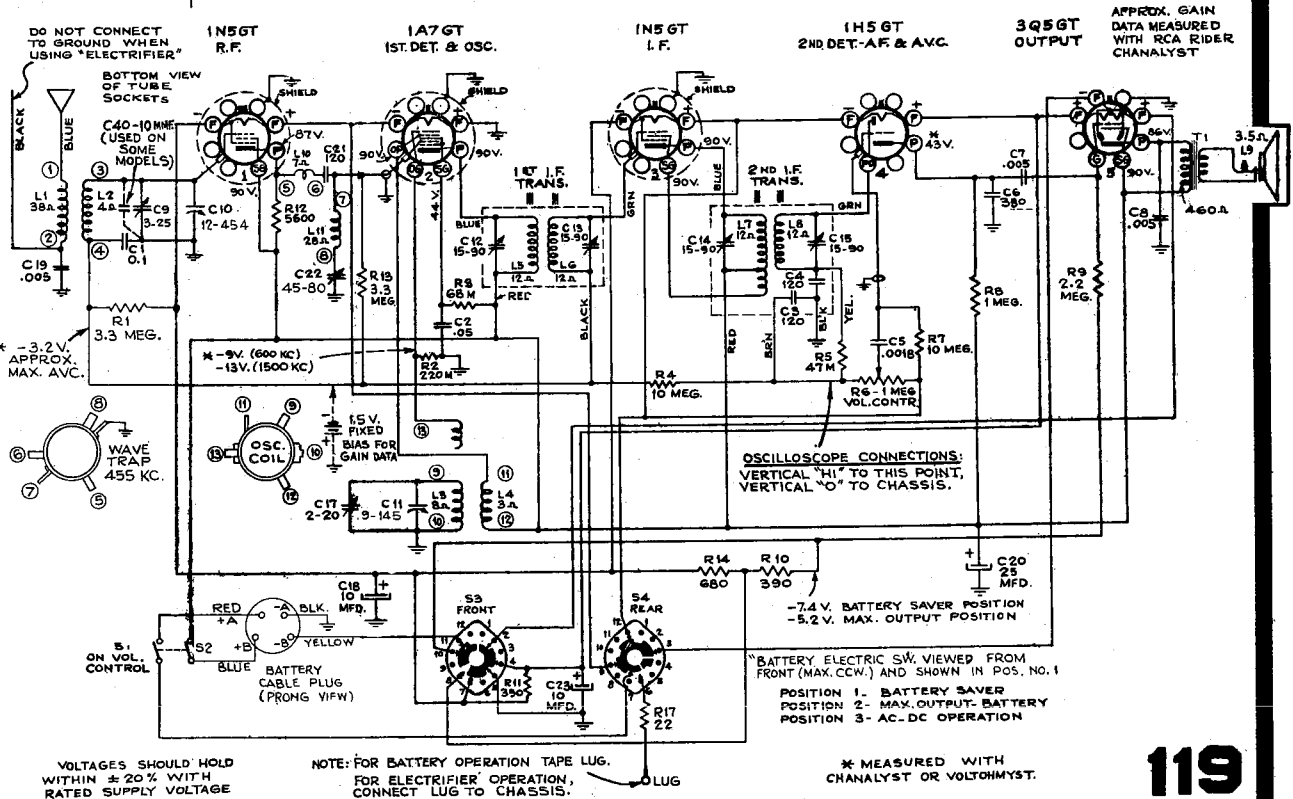 DO NOT CONNECT
TO GROUND WHEN
USING "ELECTRIFIER"
1N5GT
R.F.
1A7GT
1ST. DET. & OSC.
1N5GT
I.F.
1H5GT
2ND. DET.-AF. & A.V.C.
3Q5GT
OUTPUT
APPROX. GAIN
DATA MEASURED
WITH RCA RIDER
CHANALYST
BOTTOM VIEW
OF TUBE
SOCKETS
SHIELD
SHIELD
SHIELD
BLACK
BLUE
C40-10 MMF.
(USED ON
SOME
MODELS)
87V.
90V.
L10
7Ω
C21
120
90V.
90V.
44V.
90V.
* 43V.
86V.
90V.
T1
3.5Ω
L9
460Ω
L1
38Ω
L2
4Ω
C9
3-25
C1
0.1
C10
12-454
R12
5600
L11
28Ω
C22
45-80
R13
3.3
MEG.
1ST I.F.
TRANS.
BLUE
C12
15-90
L5
12Ω
L6
12Ω
C13
15-90
GRN
RED
BLACK
R3
68M
C2
.05
R2
220M
2ND I.F.
TRANS.
BLUE
C14
15-90
L7
12Ω
L8
12Ω
C15
15-90
GRN
C4
120
C3
120
BLK
YEL.
BRN
RED
C7
.005
C6
380
C8
.005
R8
1 MEG.
R9
2.2
MEG.
C19
.005
R1
3.3 MEG.
* -3.2V.
APPROX.
MAX. AVC.
* -9V. (600 KC)
-13V. (1500 KC)
R5
47M
C5
.0018
R7
10 MEG.
R4
10 MEG.
R6-1 MEG
VOL. CONTR.
1.5 V.
FIXED
BIAS FOR
GAIN DATA
WAVE
TRAP
455 KC.
OSC.
COIL
OSCILLOSCOPE CONNECTIONS:
VERTICAL "HI" TO THIS POINT,
VERTICAL "O" TO CHASSIS.
C17
2-20
C11
.9-145
L3
8Ω
L4
3Ω
R14
680
R10
390
C20
25
MFD.
C18
10
MFD.
-7.4 V. BATTERY SAVER POSITION
-5.2 V. MAX. OUTPUT POSITION
S3
FRONT
S4
REAR
RED
+A
-A
BLK.
+B
-B
YELLOW
BLUE
S1
ON VOL.
CONTROL
S2
BATTERY
CABLE PLUG
(PRONG VIEW)
R11
390
C23
10
MFD.
R17
22
LUG
"BATTERY ELECTRIC SW. VIEWED FROM
FRONT (MAX. CCW.) AND SHOWN IN POS. NO. 1
POSITION 1- BATTERY SAVER
POSITION 2- MAX. OUTPUT-BATTERY
POSITION 3- AC-DC OPERATION
VOLTAGES SHOULD HOLD
WITHIN ± 20% WITH
RATED SUPPLY VOLTAGE
NOTE: FOR BATTERY OPERATION TAPE LUG.
FOR ELECTRIFIER OPERATION,
CONNECT LUG TO CHASSIS.
* MEASURED WITH
CHANALYST OR VOLTOHMYST.
119